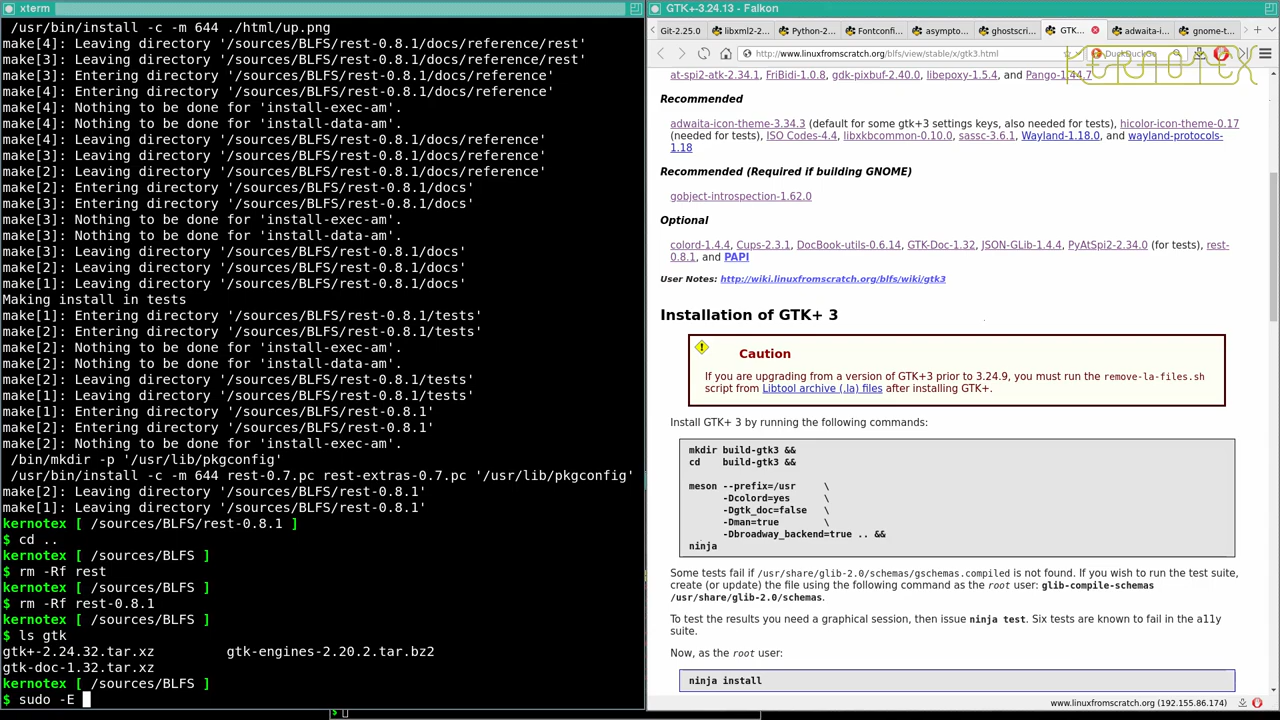 xterm
/usr/bin/install -c -m 644 ./html/up.png
make[4]: Leaving directory '/sources/BLFS/rest-0.8.1/docs/reference/rest'
make[3]: Leaving directory '/sources/BLFS/rest-0.8.1/docs/reference/rest'
make[3]: Entering directory '/sources/BLFS/rest-0.8.1/docs/reference'
make[4]: Entering directory '/sources/BLFS/rest-0.8.1/docs/reference'
make[4]: Nothing to be done for 'install-exec-am'.
make[4]: Nothing to be done for 'install-data-am'.
make[4]: Leaving directory '/sources/BLFS/rest-0.8.1/docs/reference'
make[3]: Leaving directory '/sources/BLFS/rest-0.8.1/docs/reference'
make[2]: Leaving directory '/sources/BLFS/rest-0.8.1/docs/reference'
make[2]: Entering directory '/sources/BLFS/rest-0.8.1/docs'
make[3]: Entering directory '/sources/BLFS/rest-0.8.1/docs'
make[3]: Nothing to be done for 'install-exec-am'.
make[3]: Nothing to be done for 'install-data-am'.
make[3]: Leaving directory '/sources/BLFS/rest-0.8.1/docs'
make[2]: Leaving directory '/sources/BLFS/rest-0.8.1/docs'
make[1]: Leaving directory '/sources/BLFS/rest-0.8.1/docs'
Making install in tests
make[1]: Entering directory '/sources/BLFS/rest-0.8.1/tests'
make[2]: Entering directory '/sources/BLFS/rest-0.8.1/tests'
make[2]: Nothing to be done for 'install-exec-am'.
make[2]: Nothing to be done for 'install-data-am'.
make[2]: Leaving directory '/sources/BLFS/rest-0.8.1/tests'
make[1]: Leaving directory '/sources/BLFS/rest-0.8.1/tests'
make[1]: Entering directory '/sources/BLFS/rest-0.8.1'
make[2]: Entering directory '/sources/BLFS/rest-0.8.1'
make[2]: Nothing to be done for 'install-exec-am'.
/bin/mkdir -p '/usr/lib/pkgconfig'
/usr/bin/install -c -m 644 rest-0.7.pc rest-extras-0.7.pc '/usr/lib/pkgconfig'
make[2]: Leaving directory '/sources/BLFS/rest-0.8.1'
make[1]: Leaving directory '/sources/BLFS/rest-0.8.1'
kernotex [ /sources/BLFS/rest-0.8.1 ]
$ cd ..
kernotex [ /sources/BLFS ]
$ rm -Rf rest
kernotex [ /sources/BLFS ]
$ rm -Rf rest-0.8.1
kernotex [ /sources/BLFS ]
$ ls gtk
gtk+-2.24.32.tar.xz gtk-engines-2.20.2.tar.bz2
gtk-doc-1.32.tar.xz
kernotex [ /sources/BLFS ]
$ sudo -E
$
GTK+-3.24.13 - Falkon
Git-2.25.0 libxml2-2... Python-2... Fontconfi... asympto... ghostscri... GTK... adwaita-i... gnome-t...
http://www.linuxfromscratch.org/blfs/view/stable/x/gtk3.html DuckDuckGo
KERNOTEX
at-spi2-atk-2.34.1, FriBidi-1.0.8, gdk-pixbuf-2.40.0, libepoxy-1.5.4, and Pango-1.44.7
Recommended
adwaita-icon-theme-3.34.3 (default for some gtk+3 settings keys, also needed for tests), hicolor-icon-theme-0.17
(needed for tests), ISO Codes-4.4, libxkbcommon-0.10.0, sassc-3.6.1, Wayland-1.18.0, and wayland-protocols-
1.18
Recommended (Required if building GNOME)
gobject-introspection-1.62.0
Optional
colord-1.4.4, Cups-2.3.1, DocBook-utils-0.6.14, GTK-Doc-1.32, JSON-GLib-1.4.4, PyAtSpi2-2.34.0 (for tests), rest-
0.8.1, and PAPI
User Notes: http://wiki.linuxfromscratch.org/blfs/wiki/gtk3
Installation of GTK+ 3
Caution
If you are upgrading from a version of GTK+3 prior to 3.24.9, you must run the remove-la-files.sh
script from Libtool archive (.la) files after installing GTK+.
Install GTK+ 3 by running the following commands:
mkdir build-gtk3 &&
cd build-gtk3 &&
meson --prefix=/usr \
-Dcolord=yes \
-Dgtk_doc=false \
-Dman=true \
-Dbroadway_backend=true .. &&
ninja
Some tests fail if /usr/share/glib-2.0/schemas/gschemas.compiled is not found. If you wish to run the test suite,
create (or update) the file using the following command as the root user: glib-compile-schemas
/usr/share/glib-2.0/schemas.
To test the results you need a graphical session, then issue ninja test. Six tests are known to fail in the a11y
suite.
Now, as the root user:
ninja install
www.linuxfromscratch.org (192.155.86.174)